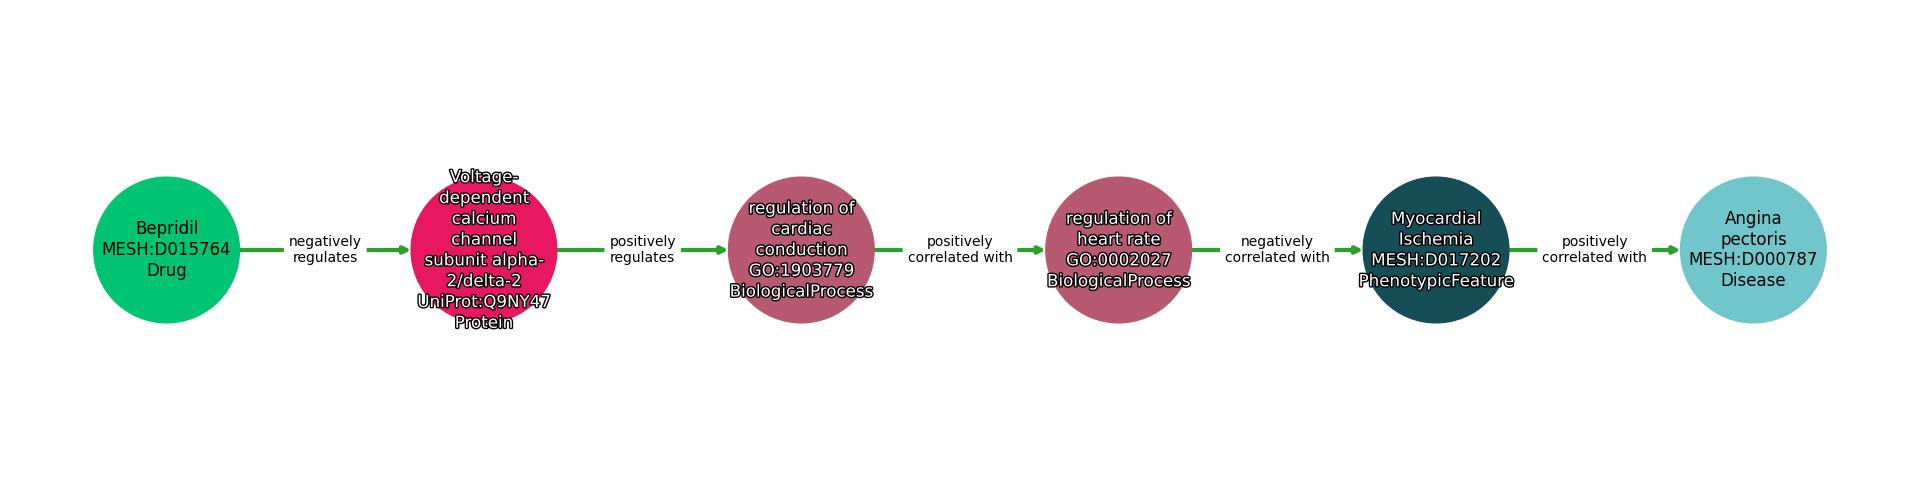 Bepridil
MESH:D015764
Drug
negatively
regulates
Voltage-
dependent
calcium
channel
subunit alpha-
2/delta-2
UniProt:Q9NY47
Protein
positively
regulates
regulation of
cardiac
conduction
GO:1903779
BiologicalProcess
positively
correlated with
regulation of
heart rate
GO:0002027
BiologicalProcess
negatively
correlated with
Myocardial
Ischemia
MESH:D017202
PhenotypicFeature
positively
correlated with
Angina
pectoris
MESH:D000787
Disease